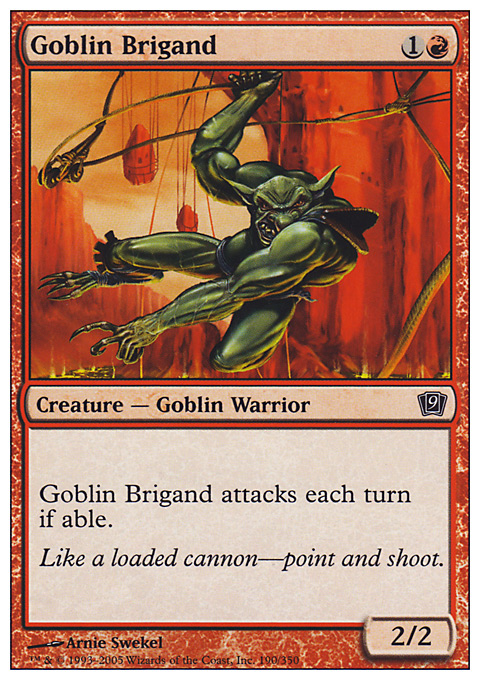 Goblin Brigand 1
Creature — Goblin Warrior 9
Goblin Brigand attacks each turn
if able.
Like a loaded cannon—point and shoot.
2/2
Arnie Swekel
™ & © 1993–2005 Wizards of the Coast, Inc. 190/350